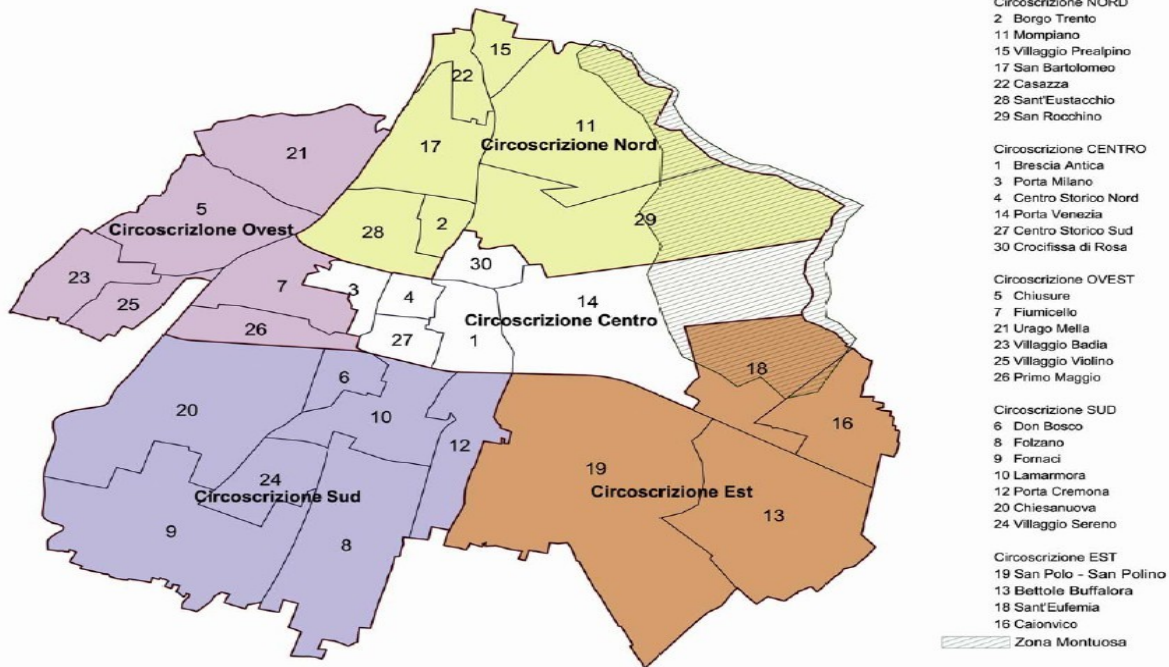 15
22
11
17
Circoscrizione Nord
21
5
Circoscrizlone Ovest
28
2
29
30
23
25
7
3
4
14
Circoscrizione Centro
26
27
1
6
18
20
10
12
16
19
24
Circoscrizione Sud
Circoscrizione Est
9
8
13
Circoscrizione NORD
2 Borgo Trento
11 Mompiano
15 Villaggio Prealpino
17 San Bartolomeo
22 Casazza
28 Sant'Eustacchio
29 San Rocchino
Circoscrizione CENTRO
1 Brescia Antica
3 Porta Milano
4 Centro Storico Nord
14 Porta Venezia
27 Centro Storico Sud
30 Crocifissa di Rosa
Circoscrizione OVEST
5 Chiusure
7 Fiumicello
21 Urago Mella
23 Villaggio Badia
25 Villaggio Violino
26 Primo Maggio
Circoscrizione SUD
6 Don Bosco
8 Folzano
9 Fornaci
10 Lamarmora
12 Porta Cremona
20 Chiesanuova
24 Villaggio Sereno
Circoscrizione EST
19 San Polo - San Polino
13 Bettole Buffalora
18 Sant'Eufemia
16 Caionvico
Zona Montuosa